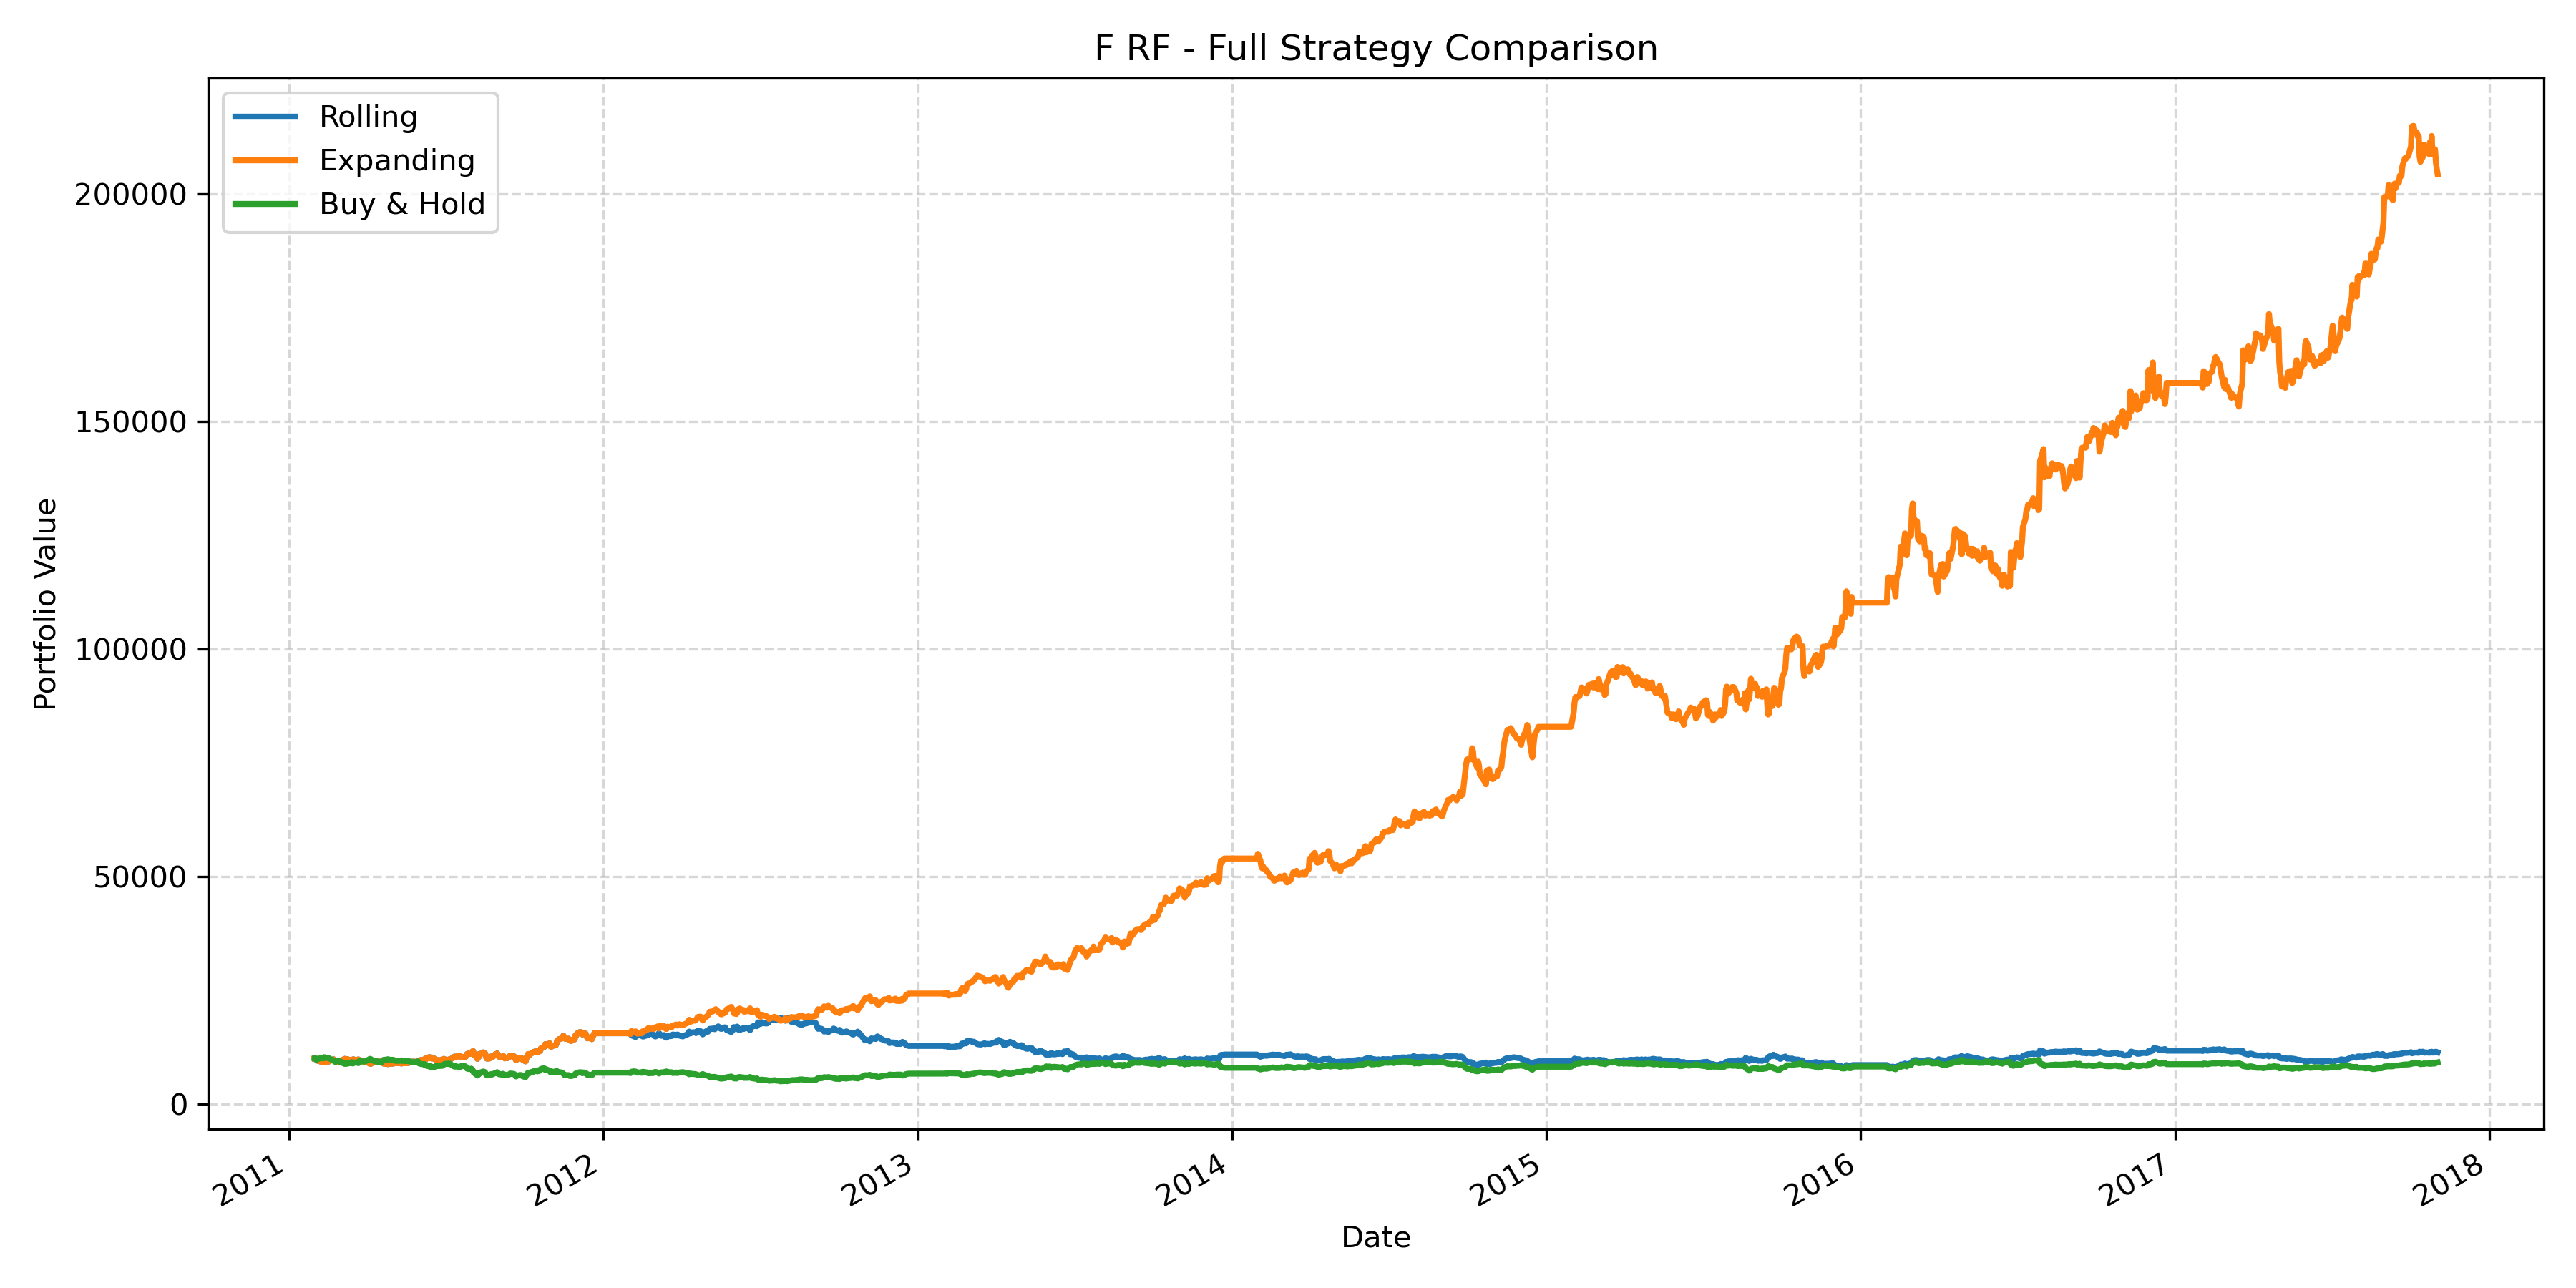 F RF - Full Strategy Comparison
Rolling
Expanding
Buy & Hold
Portfolio Value
200000
150000
100000
50000
0
2011 2012 2013 2014 2015 2016 2017 2018
Date